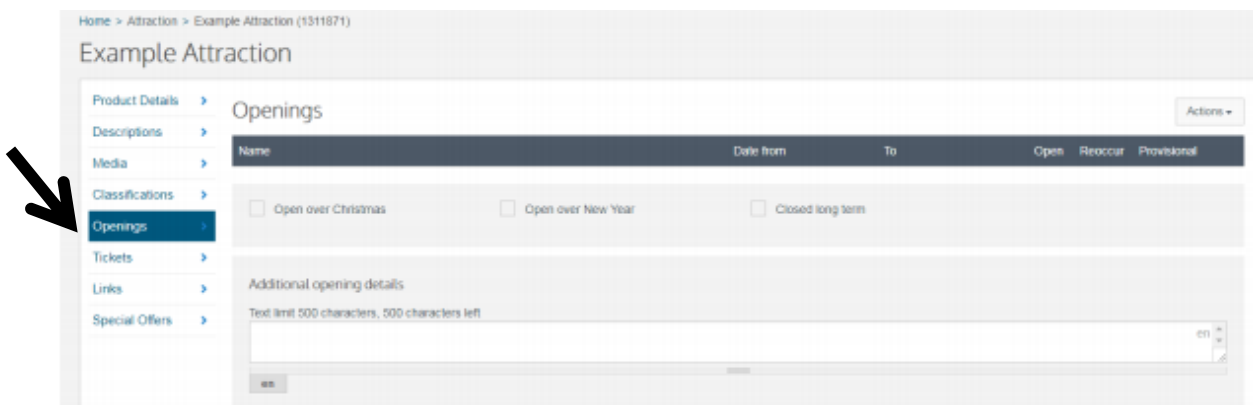 Home > Attraction > Example Attraction (1311871)
Example Attraction
Product Details
Descriptions
Media
Classifications
Openings
Tickets
Links
Special Offers
Openings
Actions
Name Date from To Open Reoccur Provisional
Open over Christmas Open over New Year Closed long term
Additional opening details
Text limit 500 characters, 500 characters left
en
en